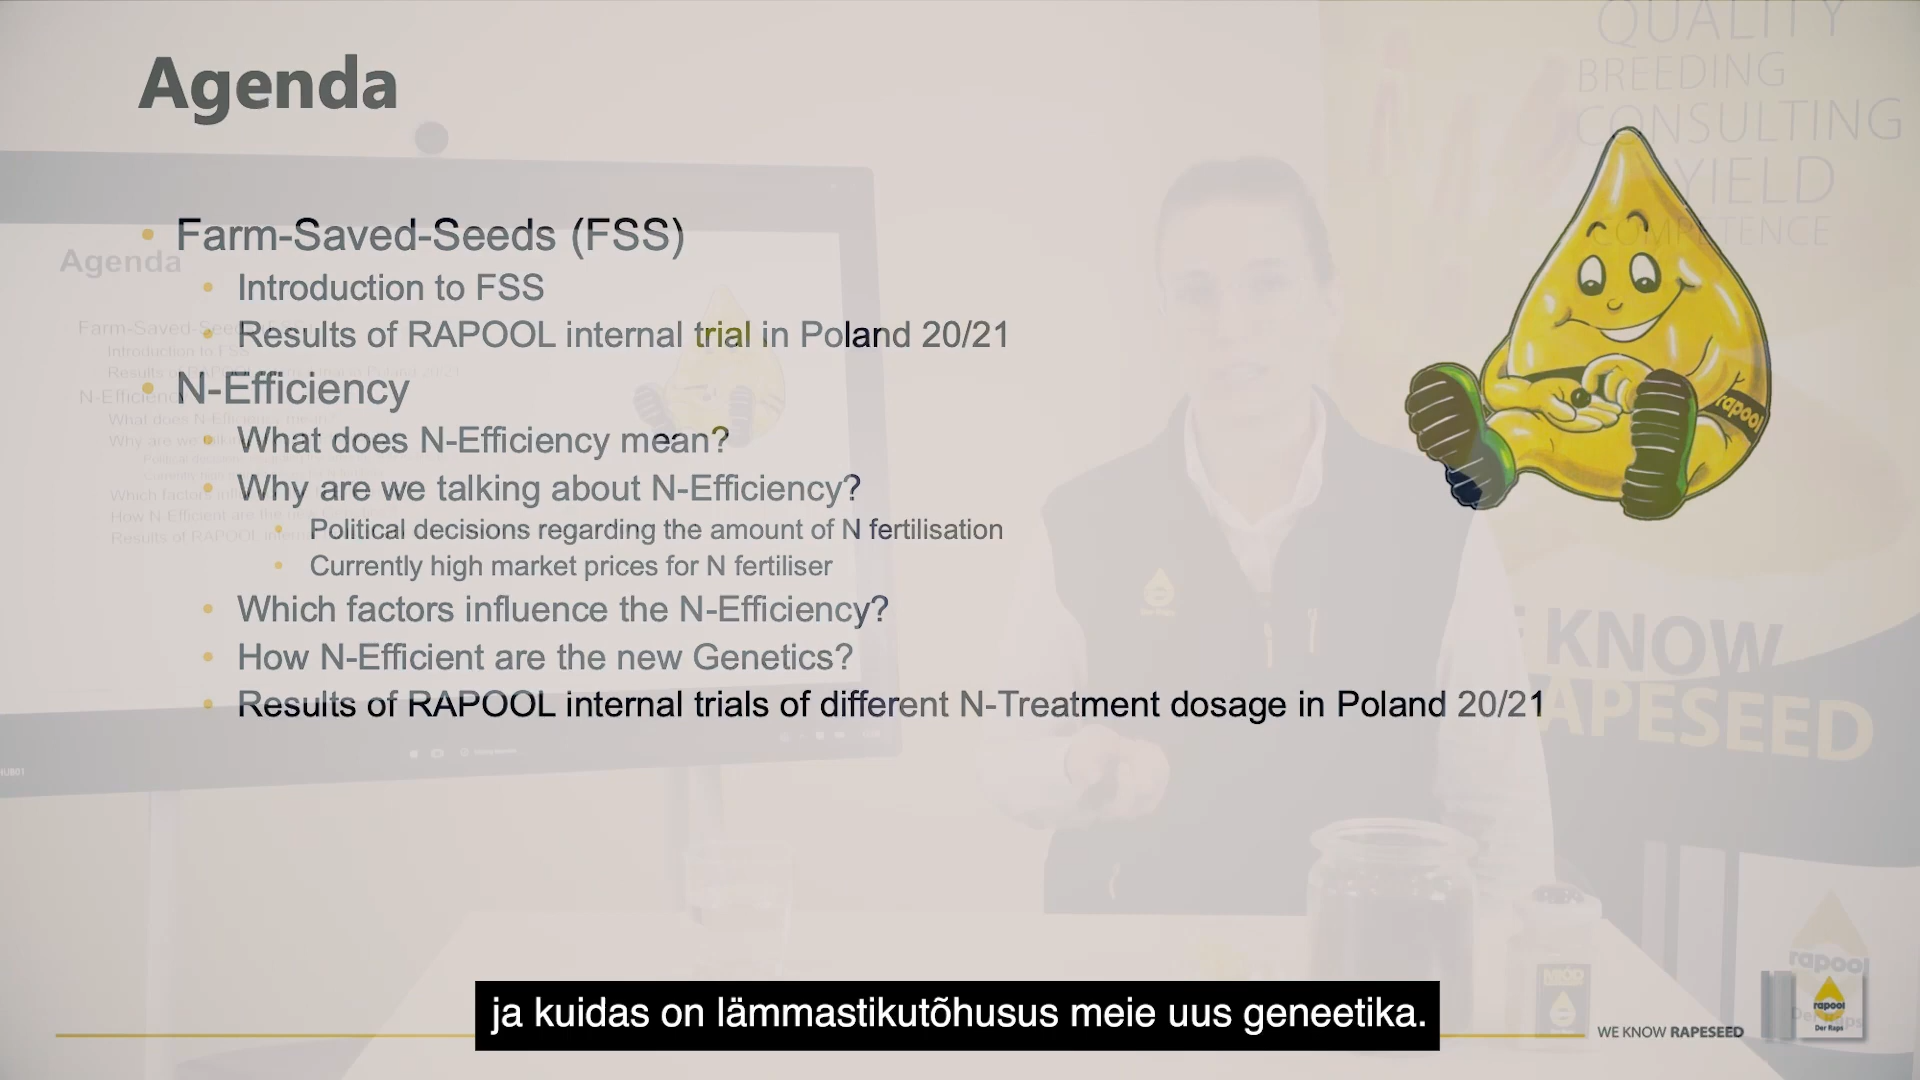 Agenda
QUALITY
BREEDING
CONSULTING
YIELD
COMPETENCE
Farm-Saved-Seeds (FSS)
Introduction to FSS
Results of RAPOOL internal trial in Poland 20/21
N-Efficiency
What does N-Efficiency mean?
Why are we talking about N-Efficiency?
Political decisions regarding the amount of N fertilisation
Currently high market prices for N fertiliser
Which factors influence the N-Efficiency?
How N-Efficient are the new Genetics?
Results of RAPOOL internal trials of different N-Treatment dosage in Poland 20/21
rapool
KNOW
RAPESEED
Agenda
ja kuidas on lämmastikutõhusus meie uus geneetika.
WE KNOW RAPESEED
rapool
rapool
Der Raps